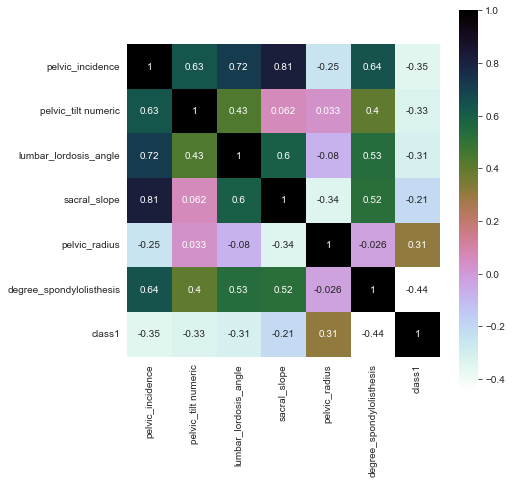 pelvic_incidence 1 0.63 0.72 0.81 -0.25 0.64 -0.35
pelvic_tilt numeric 0.63 1 0.43 0.062 0.033 0.4 -0.33
lumbar_lordosis_angle 0.72 0.43 1 0.6 -0.08 0.53 -0.31
sacral_slope 0.81 0.062 0.6 1 -0.34 0.52 -0.21
pelvic_radius -0.25 0.033 -0.08 -0.34 1 -0.026 0.31
degree_spondylolisthesis 0.64 0.4 0.53 0.52 -0.026 1 -0.44
class1 -0.35 -0.33 -0.31 -0.21 0.31 -0.44 1
pelvic_incidence
pelvic_tilt numeric
lumbar_lordosis_angle
sacral_slope
pelvic_radius
degree_spondylolisthesis
class1
1.0
0.8
0.6
0.4
0.2
0.0
−0.2
−0.4